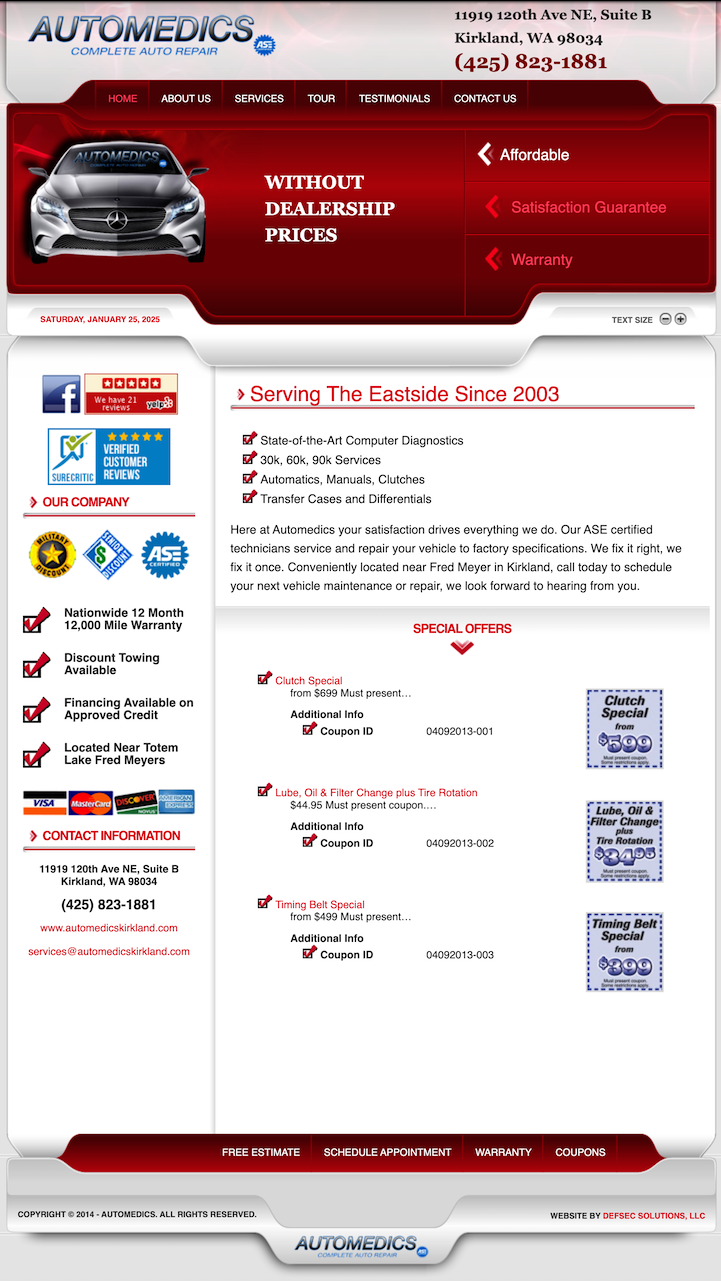 AUTOMEDICS
COMPLETE AUTO REPAIR
ASE
11919 120th Ave NE, Suite B
Kirkland, WA 98034
(425) 823-1881
HOME ABOUT US SERVICES TOUR TESTIMONIALS CONTACT US
AUTOMEDICS
COMPLETE AUTO REPAIR
WITHOUT
DEALERSHIP
PRICES
Affordable
Satisfaction Guarantee
Warranty
SATURDAY, JANUARY 25, 2025
TEXT SIZE
f
We have 21
reviews
yelp
SURECRITIC
VERIFIED
CUSTOMER
REVIEWS
OUR COMPANY
MILITARY
DISCOUNT
SENIOR
DISCOUNT
$
ASE
CERTIFIED
Nationwide 12 Month
12,000 Mile Warranty
Discount Towing
Available
Financing Available on
Approved Credit
Located Near Totem
Lake Fred Meyers
VISA
MasterCard
DISCOVER
NOVUS
AMERICAN
EXPRESS
CONTACT INFORMATION
11919 120th Ave NE, Suite B
Kirkland, WA 98034
(425) 823-1881
www.automedicskirkland.com
services@automedicskirkland.com
Serving The Eastside Since 2003
State-of-the-Art Computer Diagnostics
30k, 60k, 90k Services
Automatics, Manuals, Clutches
Transfer Cases and Differentials
Here at Automedics your satisfaction drives everything we do. Our ASE certified
technicians service and repair your vehicle to factory specifications. We fix it right, we
fix it once. Conveniently located near Fred Meyer in Kirkland, call today to schedule
your next vehicle maintenance or repair, we look forward to hearing from you.
SPECIAL OFFERS
Clutch Special
from $699 Must present…
Additional Info
Coupon ID 04092013-001
Clutch
Special
from
$599
Must present coupon.
Some restrictions apply.
Lube, Oil & Filter Change plus Tire Rotation
$44.95 Must present coupon.…
Additional Info
Coupon ID 04092013-002
Lube, Oil &
Filter Change
plus
Tire Rotation
$34.95
Must present coupon.
Some restrictions apply.
Timing Belt Special
from $499 Must present…
Additional Info
Coupon ID 04092013-003
Timing Belt
Special
from
$399
Must present coupon.
Some restrictions apply.
FREE ESTIMATE SCHEDULE APPOINTMENT WARRANTY COUPONS
COPYRIGHT © 2014 - AUTOMEDICS. ALL RIGHTS RESERVED.
WEBSITE BY DEFSEC SOLUTIONS, LLC
AUTOMEDICS
COMPLETE AUTO REPAIR